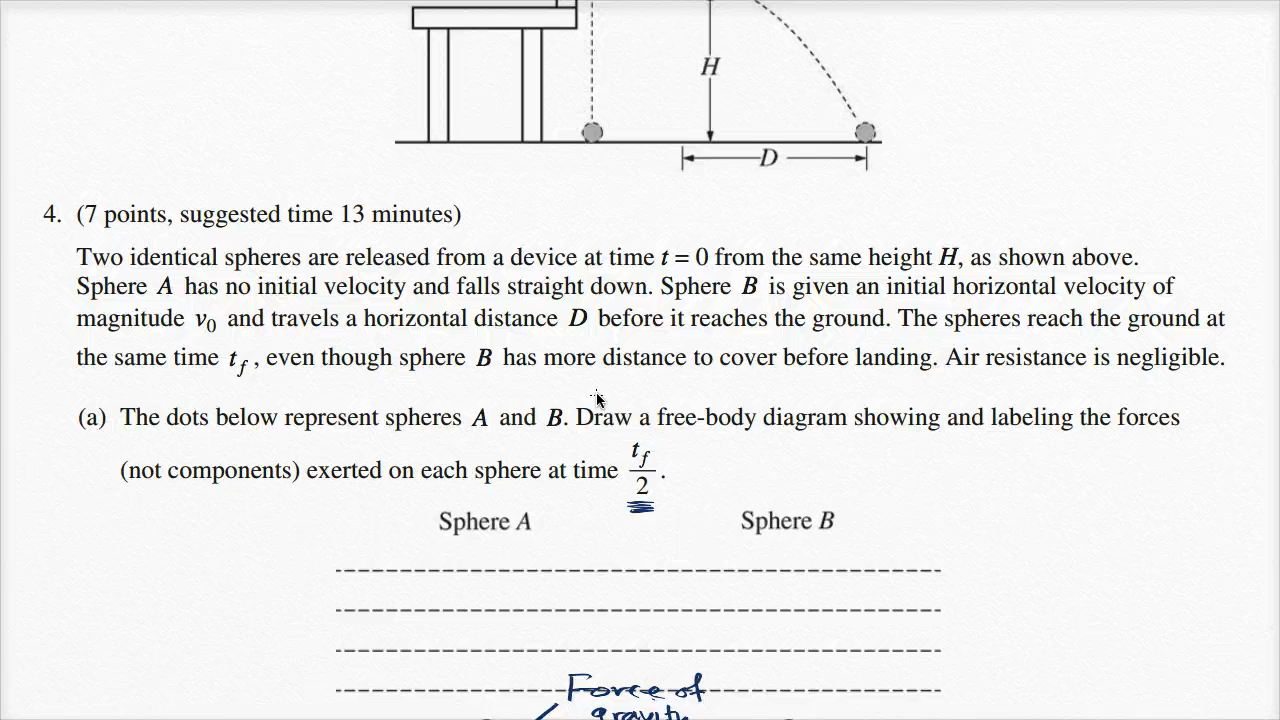 H
D
4. (7 points, suggested time 13 minutes)
Two identical spheres are released from a device at time t = 0 from the same height H, as shown above.
Sphere A has no initial velocity and falls straight down. Sphere B is given an initial horizontal velocity of
magnitude v₀ and travels a horizontal distance D before it reaches the ground. The spheres reach the ground at
the same time t_f, even though sphere B has more distance to cover before landing. Air resistance is negligible.
(a) The dots below represent spheres A and B. Draw a free-body diagram showing and labeling the forces
(not components) exerted on each sphere at time t_f/2.
Sphere A Sphere B
Force of
gravity